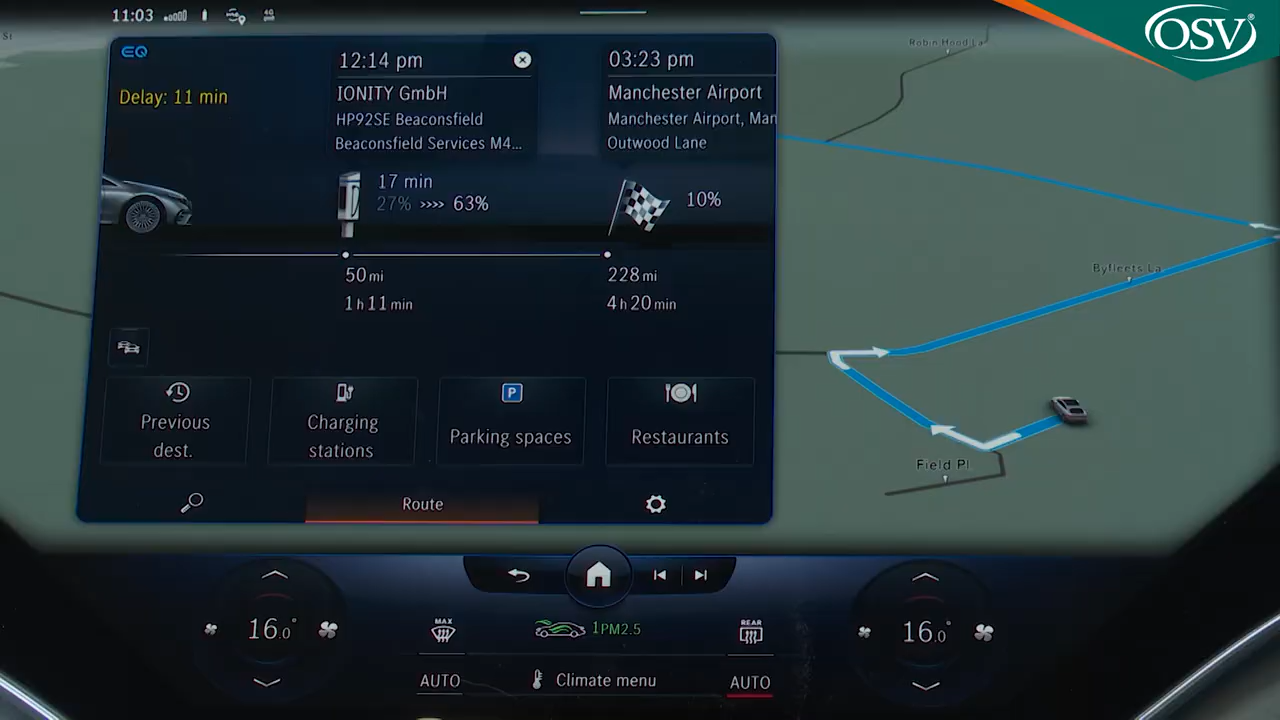 11:03
4G
OSV®
St
Robin Hood La
EQ
Delay: 11 min
12:14 pm
IONITY GmbH
HP92SE Beaconsfield
Beaconsfield Services M4...
03:23 pm
Manchester Airport
Manchester Airport, Man
Outwood Lane
17 min
27% >>>> 63%
10%
50 mi
1 h 11 min
228 mi
4 h 20 min
Byfleets La
Field Pl.
Previous
dest.
Charging
stations
P
Parking spaces
Restaurants
Route
16.0°
MAX
1PM2.5
REAR
16.0°
AUTO
Climate menu
AUTO